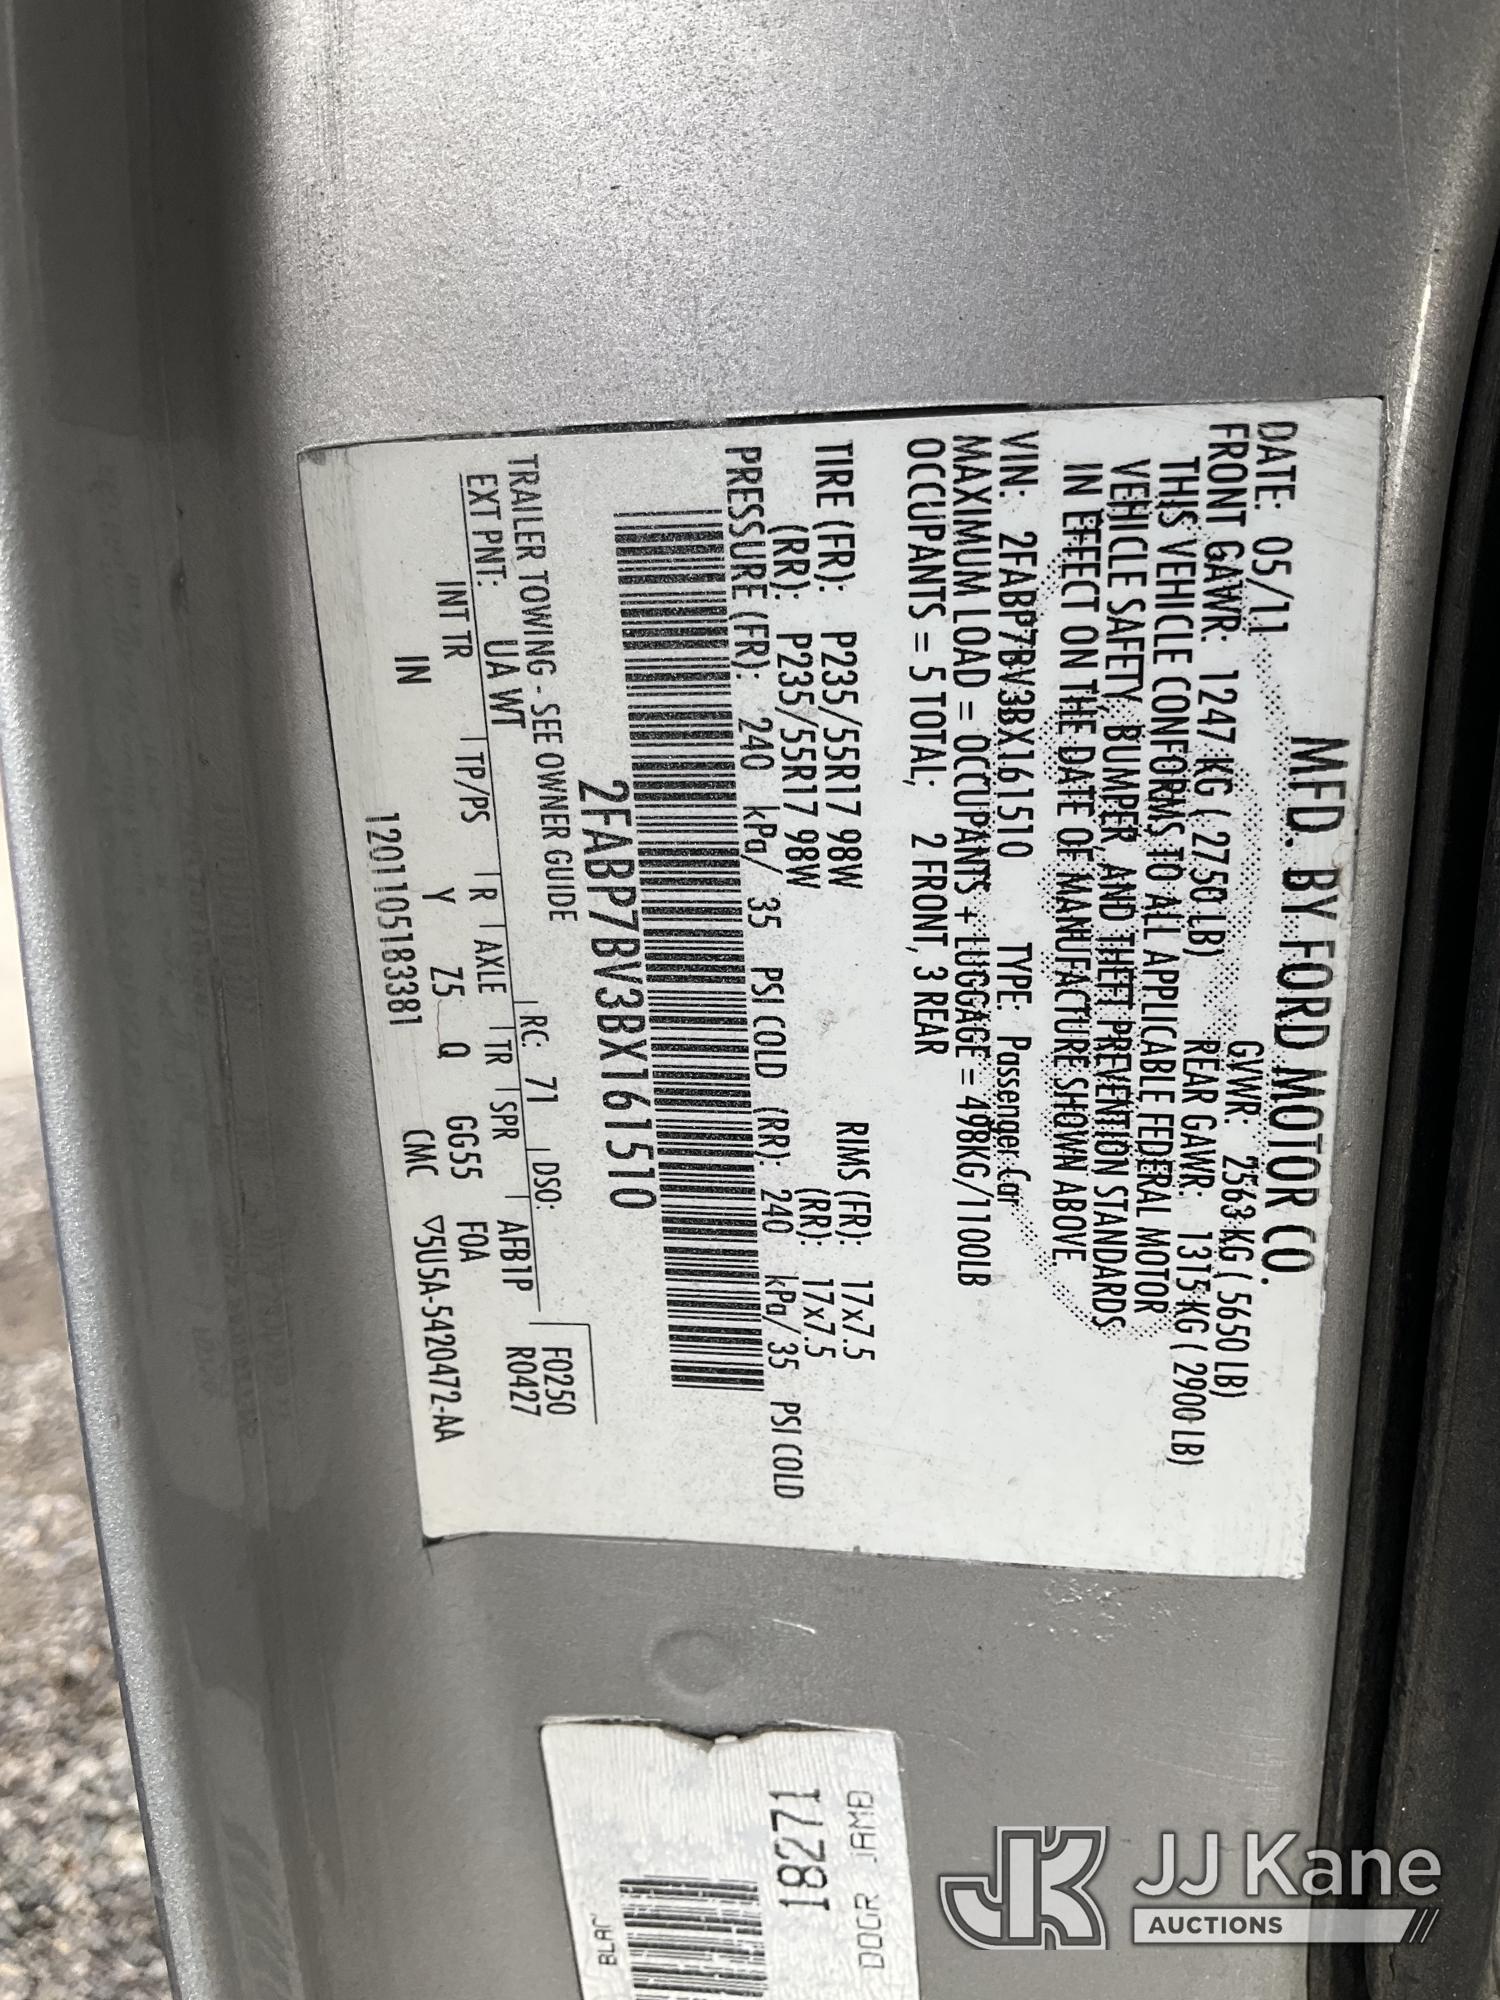 MFD. BY FORD MOTOR CO.
DATE: 05/11 GVWR: 2563 KG ( 5650 LB)
FRONT GAWR: 1247 KG ( 2750 LB) REAR GAWR: 1315 KG ( 2900 LB)
THIS VEHICLE CONFORMS TO ALL APPLICABLE FEDERAL MOTOR
VEHICLE SAFETY, BUMPER, AND THEFT PREVENTION STANDARDS
IN EFFECT ON THE DATE OF MANUFACTURE SHOWN ABOVE.
VIN: 2FABP7BV3BX161510 TYPE: Passenger Car
MAXIMUM LOAD = OCCUPANTS + LUGGAGE = 498KG/1100LB
OCCUPANTS = 5 TOTAL; 2 FRONT, 3 REAR
TIRE (FR): P235/55R17 98W RIMS (FR): 17x7.5
(RR): P235/55R17 98W (RR): 17x7.5
PRESSURE (FR): 240 kPa/ 35 PSI COLD (RR): 240 kPa/35 PSI COLD
2FABP7BV3BX161510
TRAILER TOWING - SEE OWNER GUIDE RC: 71 DSO: F0250
EXT PNT: UA WT R0427
INT TR TP/PS R AXLE TR SPR AFB1P
IN Y Z5 Q GG55 F0A
1201105183381 CMC ▽5U5A-5420472-AA
DOOR JAMB
18271
JJ Kane
AUCTIONS